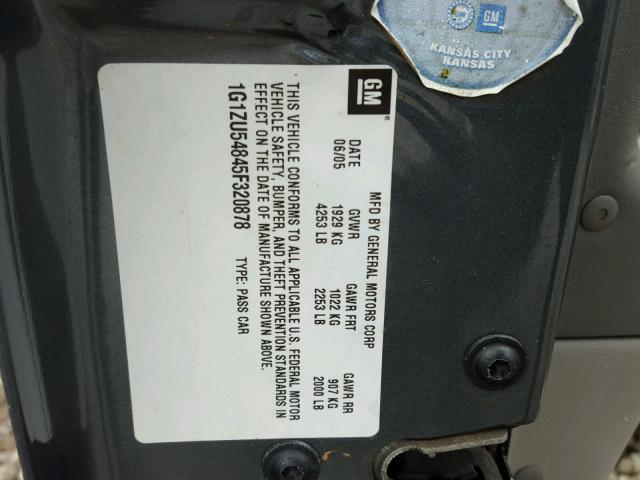 GM
KANSAS CITY
KANSAS
GM
MFD BY GENERAL MOTORS CORP
DATE GVWR GAWR FRT GAWR RR
06/05 1929 KG 1022 KG 907 KG
4253 LB 2253 LB 2000 LB
THIS VEHICLE CONFORMS TO ALL APPLICABLE U.S. FEDERAL MOTOR
VEHICLE SAFETY, BUMPER, AND THEFT PREVENTION STANDARDS IN
EFFECT ON THE DATE OF MANUFACTURE SHOWN ABOVE.
1G1ZU54845F320878 TYPE: PASS CAR